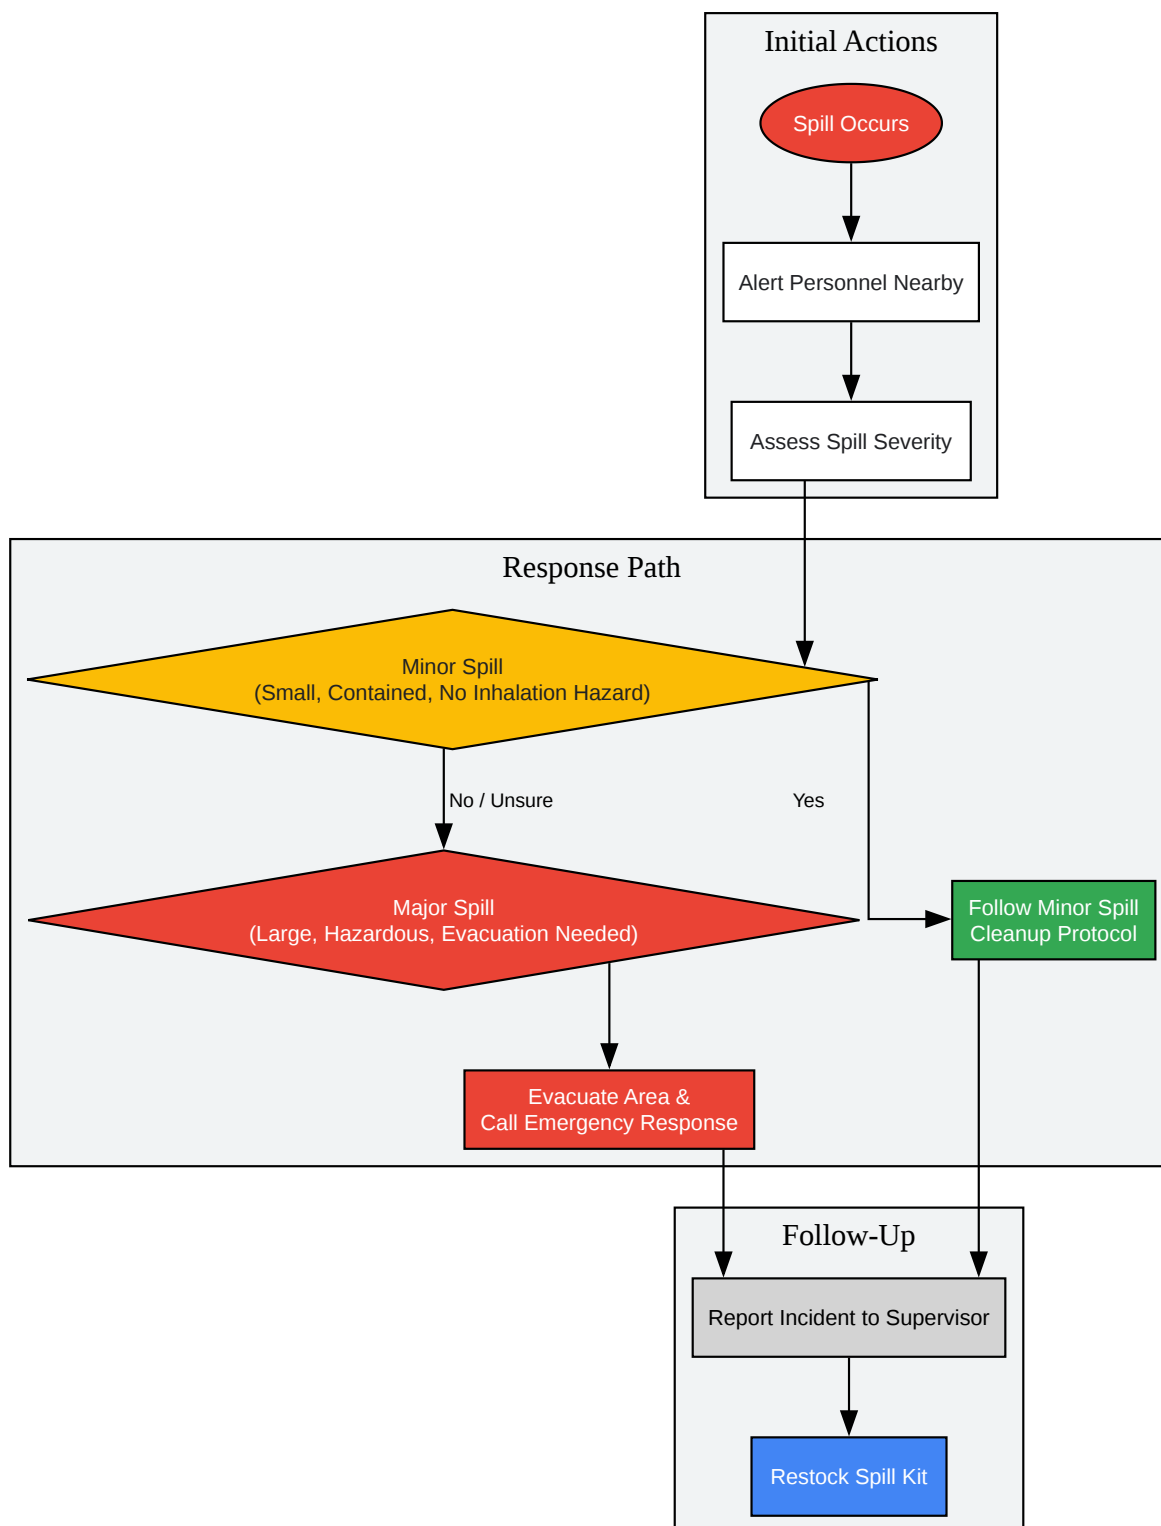 Initial Actions
Spill Occurs
Alert Personnel Nearby
Assess Spill Severity
Response Path
Minor Spill
(Small, Contained, No Inhalation Hazard)
No / Unsure
Yes
Major Spill
(Large, Hazardous, Evacuation Needed)
Follow Minor Spill
Cleanup Protocol
Evacuate Area &
Call Emergency Response
Follow-Up
Report Incident to Supervisor
Restock Spill Kit